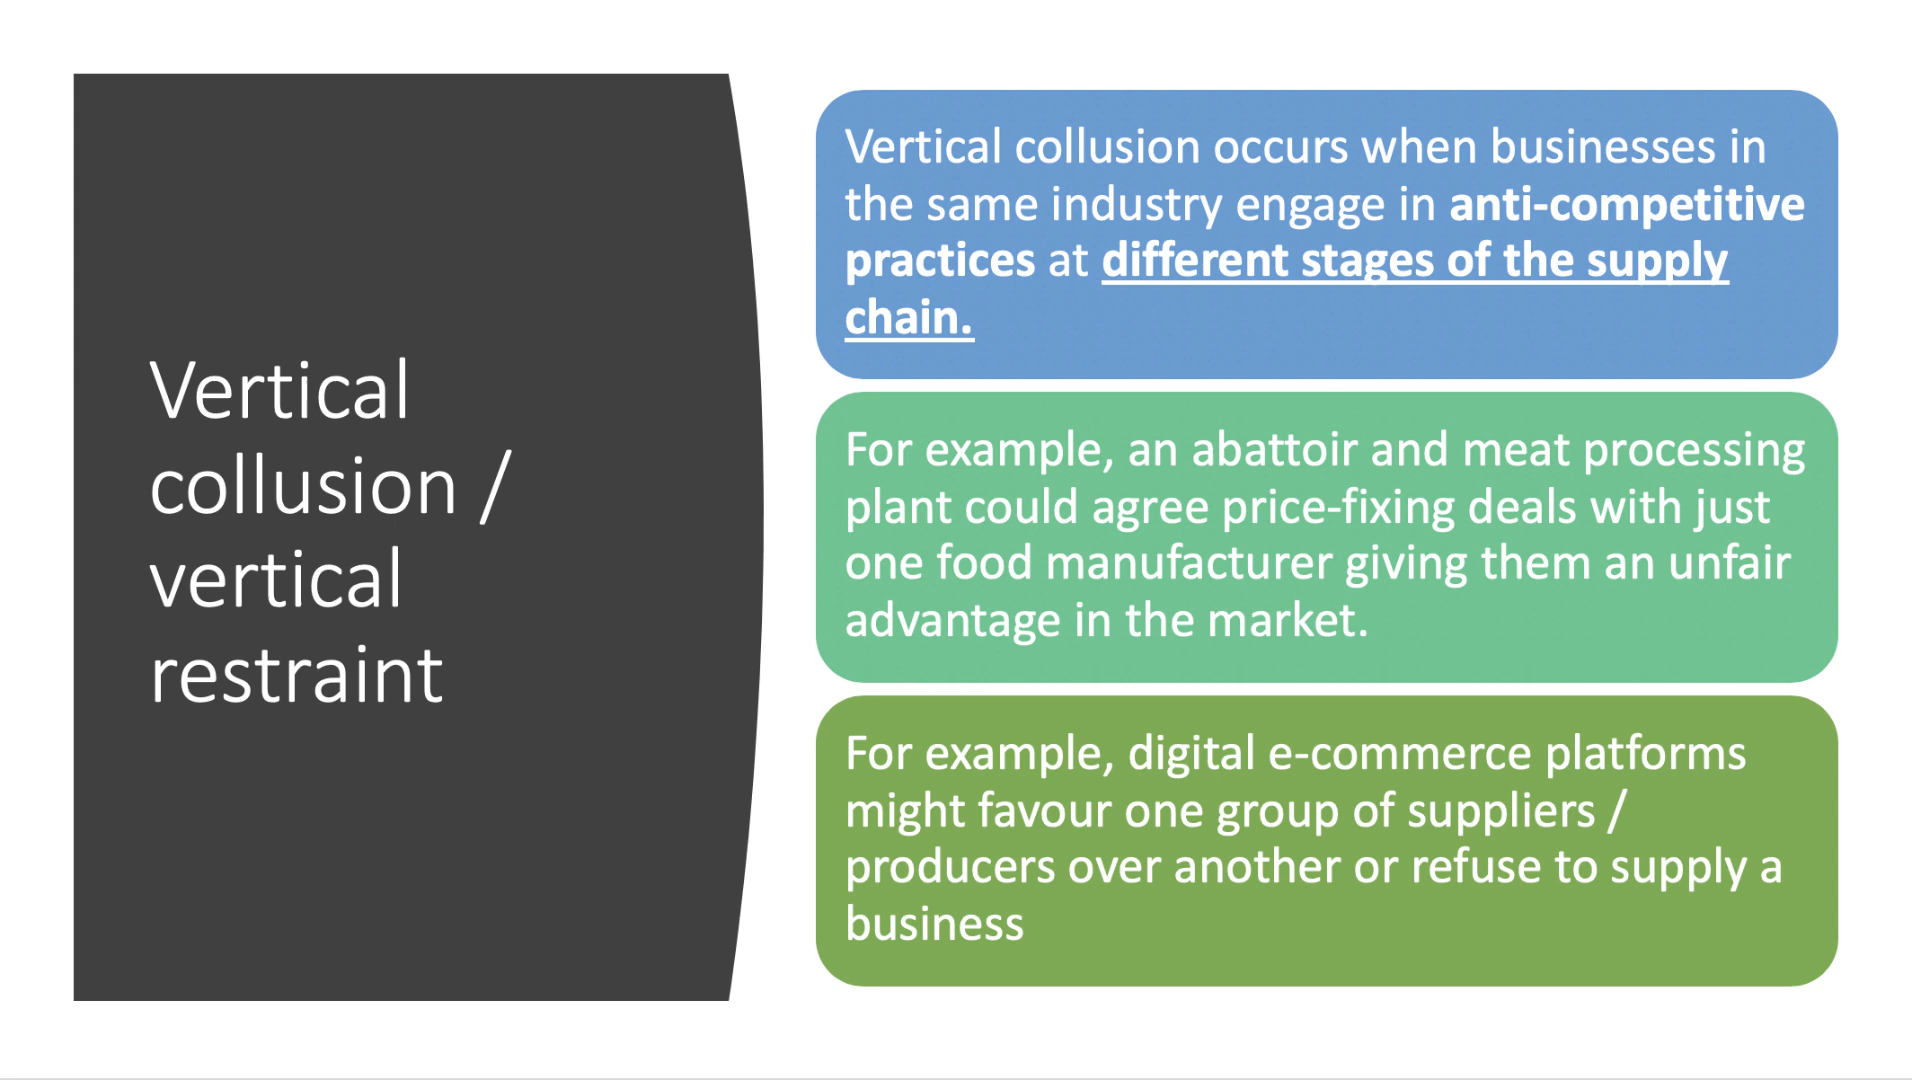 Vertical
collusion /
vertical
restraint
Vertical collusion occurs when businesses in
the same industry engage in anti-competitive
practices at different stages of the supply
chain.
For example, an abattoir and meat processing
plant could agree price-fixing deals with just
one food manufacturer giving them an unfair
advantage in the market.
For example, digital e-commerce platforms
might favour one group of suppliers /
producers over another or refuse to supply a
business